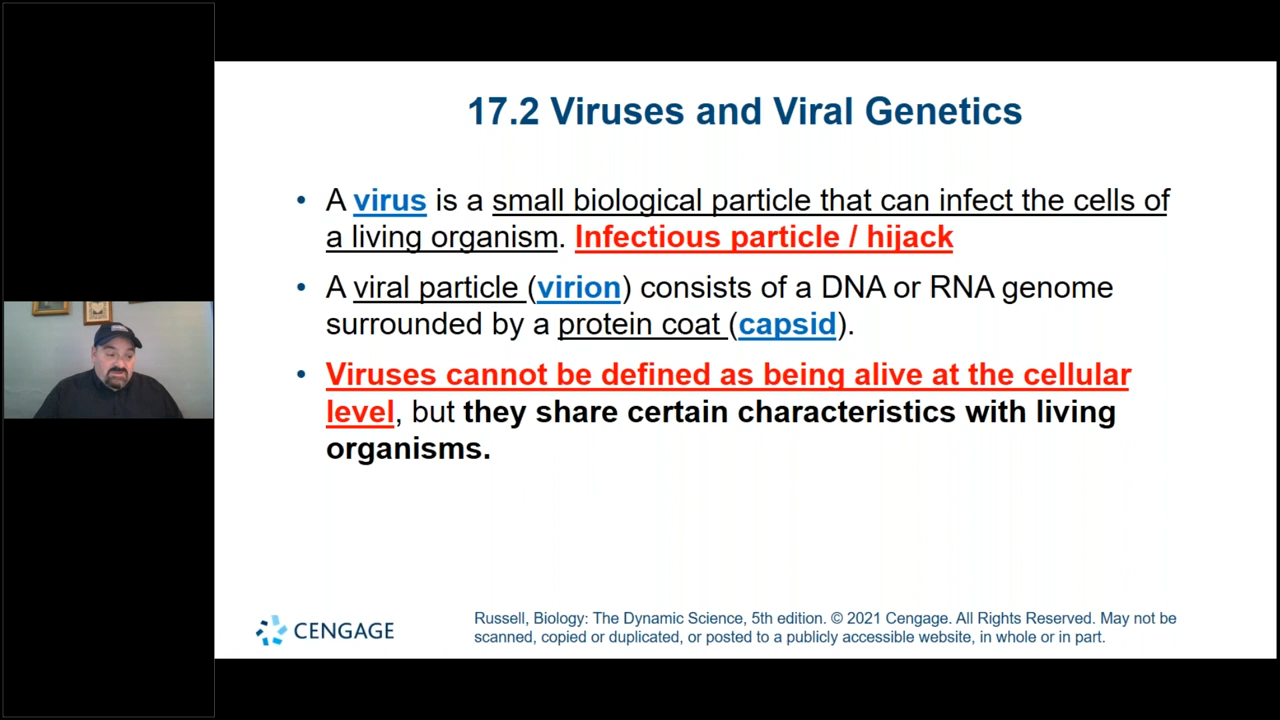 17.2 Viruses and Viral Genetics
• A virus is a small biological particle that can infect the cells of
a living organism. Infectious particle / hijack
• A viral particle (virion) consists of a DNA or RNA genome
surrounded by a protein coat (capsid).
• Viruses cannot be defined as being alive at the cellular
level, but they share certain characteristics with living
organisms.
CENGAGE
Russell, Biology: The Dynamic Science, 5th edition. © 2021 Cengage. All Rights Reserved. May not be
scanned, copied or duplicated, or posted to a publicly accessible website, in whole or in part.